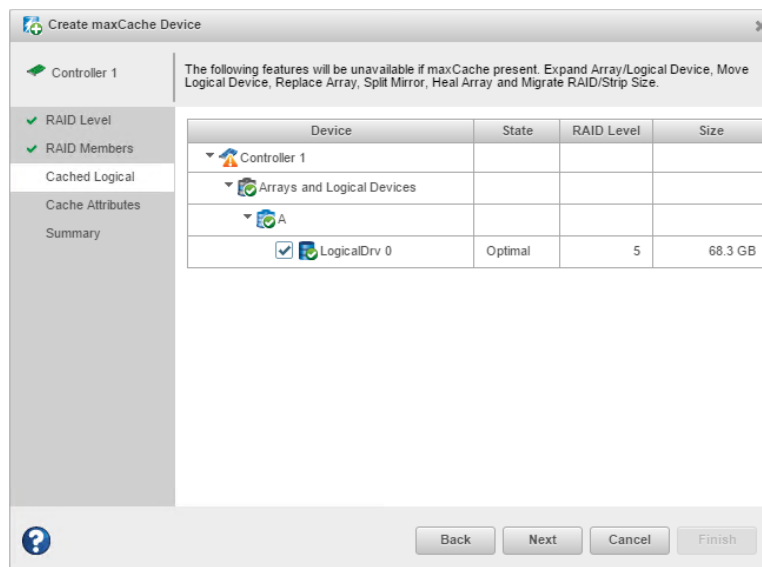 Create maxCache Device
Controller 1
The following features will be unavailable if maxCache present. Expand Array/Logical Device, Move
Logical Device, Replace Array, Split Mirror, Heal Array and Migrate RAID/Strip Size.
RAID Level
RAID Members
Cached Logical
Cache Attributes
Summary
Device State RAID Level Size
Controller 1
Arrays and Logical Devices
A
LogicalDrv 0 Optimal 5 68.3 GB
Back Next Cancel Finish